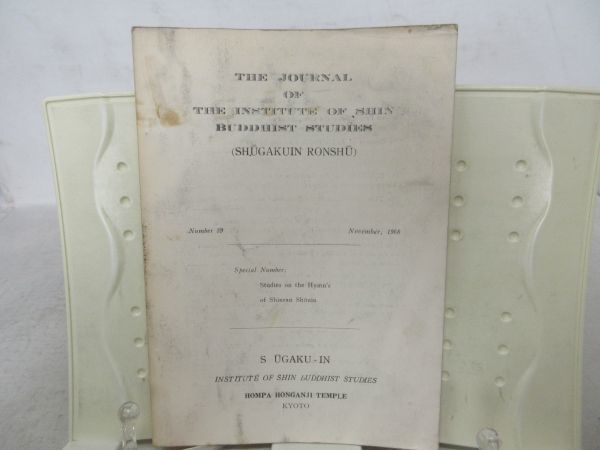 THE JOURNAL
OF
THE INSTITUTE OF SHIN
BUDDHIST STUDIES
(SHŪGAKUIN RONSHŪ)
Number 39 November, 1966
Special Number,
Studies on the Hymn's
of Shinran Shōnin
S ŪGAKU-IN
INSTITUTE OF SHIN BUDDHIST STUDIES
HOMPA HONGANJI TEMPLE
KYOTO